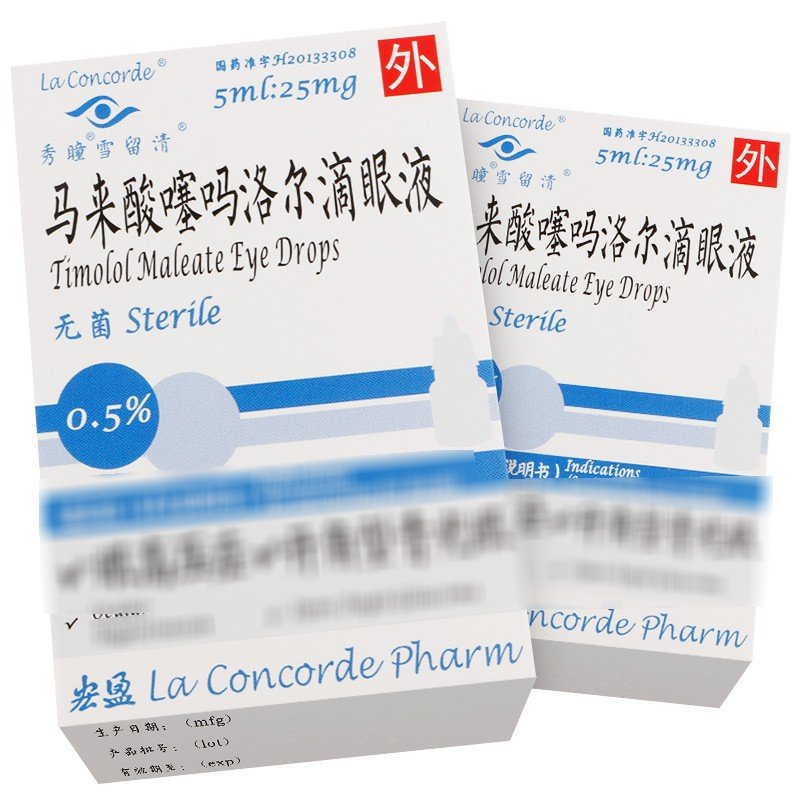 La Concorde®
国药准字H20133308
5ml:25mg
外
秀瞳®雪留清®
马来酸噻吗洛尔滴眼液
Timolol Maleate Eye Drops
无菌 Sterile
0.5%
宏盈 La Concorde Pharm
生产日期：(mfg)
产品批号：(lot)
有效期至：(exp)
La Concorde®
国药准字H20133308
5ml:25mg
外
瞳®雪留清®
来酸噻吗洛尔滴眼液
lol Maleate Eye Drops
Sterile
说明书) Indications
Concorde Pharm